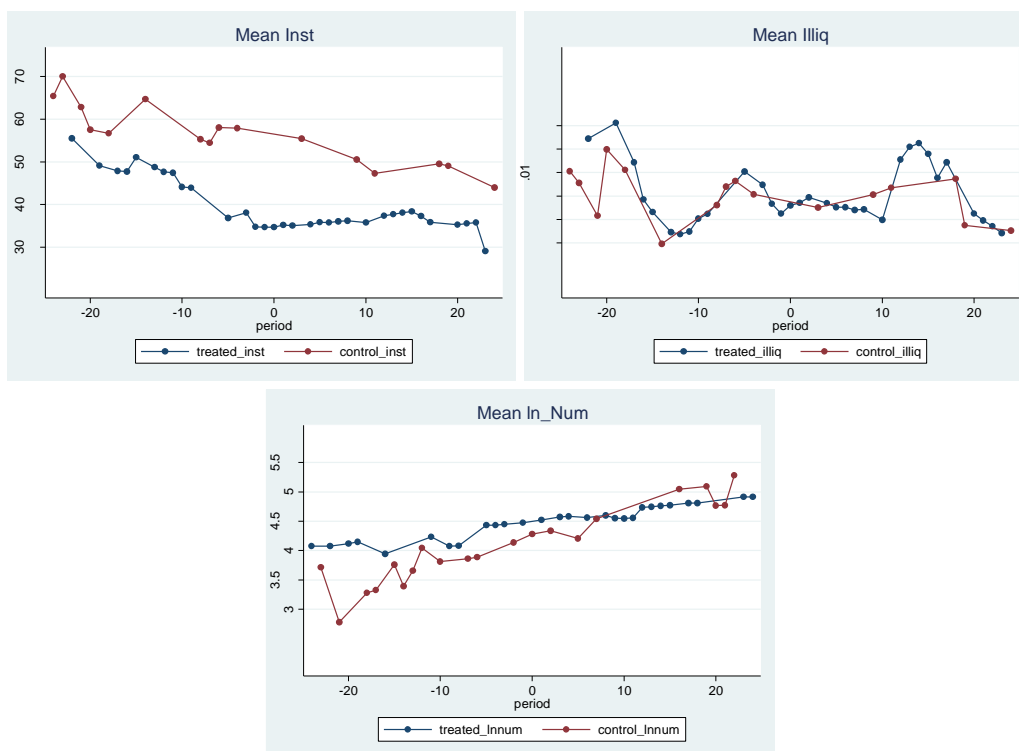 Mean Inst
70
60
50
40
30
-20 -10 0 10 20
period
treated_inst control_inst
Mean Illiq
.01
-20 -10 0 10 20
period
treated_illiq control_illiq
Mean ln_Num
5.5
5
4.5
4
3.5
3
-20 -10 0 10 20
period
treated_lnnum control_lnnum